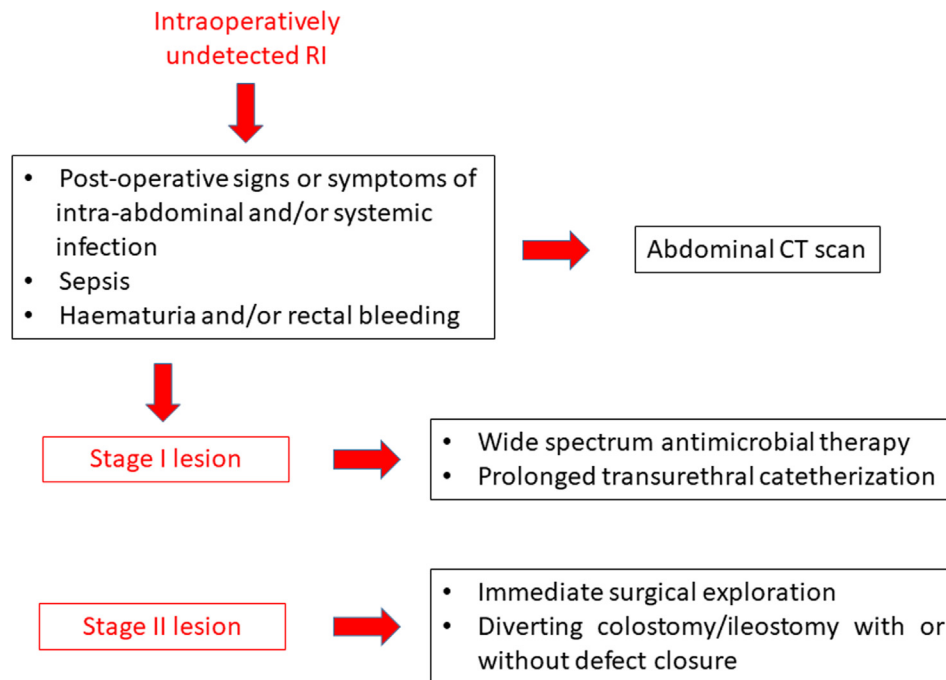 Intraoperatively
undetected RI
• Post-operative signs or symptoms of
intra-abdominal and/or systemic
infection
• Sepsis
• Haematuria and/or rectal bleeding
Abdominal CT scan
Stage I lesion
• Wide spectrum antimicrobial therapy
• Prolonged transurethral catetherization
Stage II lesion
• Immediate surgical exploration
• Diverting colostomy/ileostomy with or
without defect closure